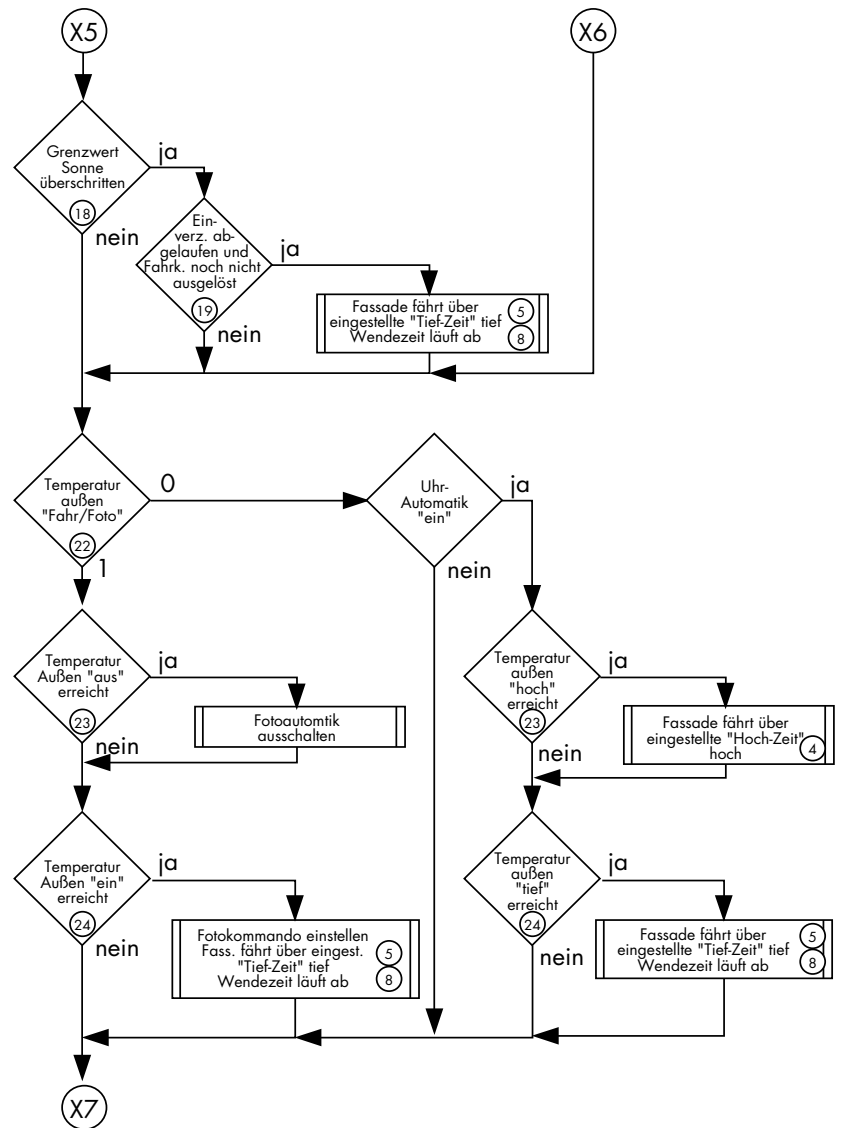 X5
X6
Grenzwert
Sonne
überschritten
18
ja
nein
Ein-
verz. ab-
gelaufen und
Fahrk. noch nicht
ausgelöst
19
ja
nein
Fassade fährt über
eingestellte "Tief-Zeit" tief
Wendezeit läuft ab
5
8
Temperatur
außen
"Fahr/Foto"
22
0
1
Uhr-
Automatik
"ein"
ja
nein
Temperatur
Außen "aus"
erreicht
23
ja
nein
Fotoautomtik
ausschalten
Temperatur
außen
"hoch"
erreicht
23
ja
nein
Fassade fährt über
eingestellte "Hoch-Zeit"
hoch
4
Temperatur
Außen "ein"
erreicht
24
ja
nein
Fotokommando einstellen
Fass. fährt über eingest.
"Tief-Zeit" tief
Wendezeit läuft ab
5
8
Temperatur
außen
"tief"
erreicht
24
ja
nein
Fassade fährt über
eingestellte "Tief-Zeit" tief
Wendezeit läuft ab
5
8
X7